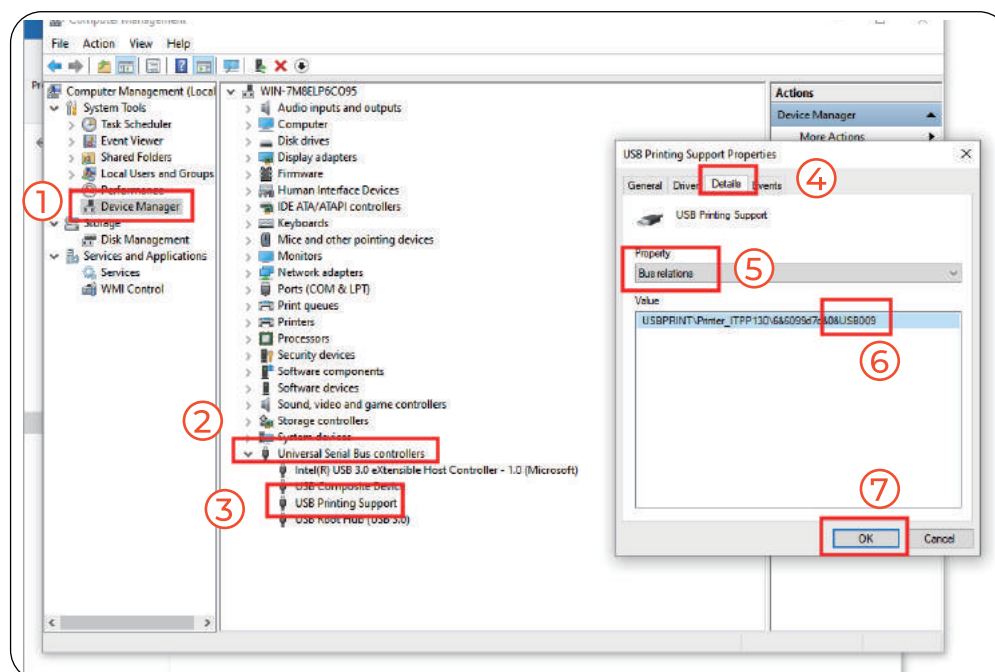 Computer Management
File Action View Help
Computer Management (Local
System Tools
Task Scheduler
Event Viewer
Shared Folders
Local Users and Groups
Performance
Device Manager
Storage
Disk Management
Services and Applications
Services
WMI Control
WIN-7M8ELP6CO95
Audio inputs and outputs
Computer
Disk drives
Display adapters
Firmware
Human Interface Devices
IDE ATA/ATAPI controllers
Keyboards
Mice and other pointing devices
Monitors
Network adapters
Ports (COM & LPT)
Print queues
Printers
Processors
Security devices
Software components
Software devices
Sound, video and game controllers
Storage controllers
System devices
Universal Serial Bus controllers
Intel(R) USB 3.0 eXtensible Host Controller - 1.0 (Microsoft)
USB Composite Device
USB Printing Support
USB Root Hub (USB 3.0)
Actions
Device Manager
More Actions
USB Printing Support Properties
General Driver Details Events
USB Printing Support
Property
Bus relations
Value
USBPRINT\Printer_ITPP130\6&6099d7c&0&USB009
OK Cancel
1
2
3
4
5
6
7